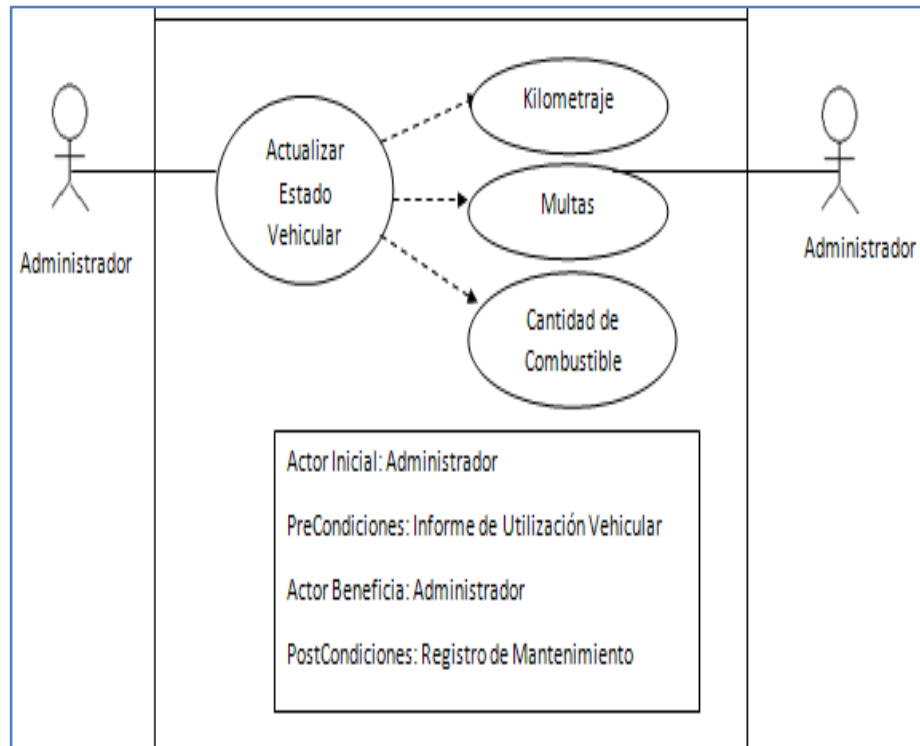 Administrador
Actualizar
Estado
Vehicular
Kilometraje
Multas
Cantidad de
Combustible
Administrador
Actor Inicial: Administrador
PreCondiciones: Informe de Utilización Vehicular
Actor Beneficia: Administrador
PostCondiciones: Registro de Mantenimiento